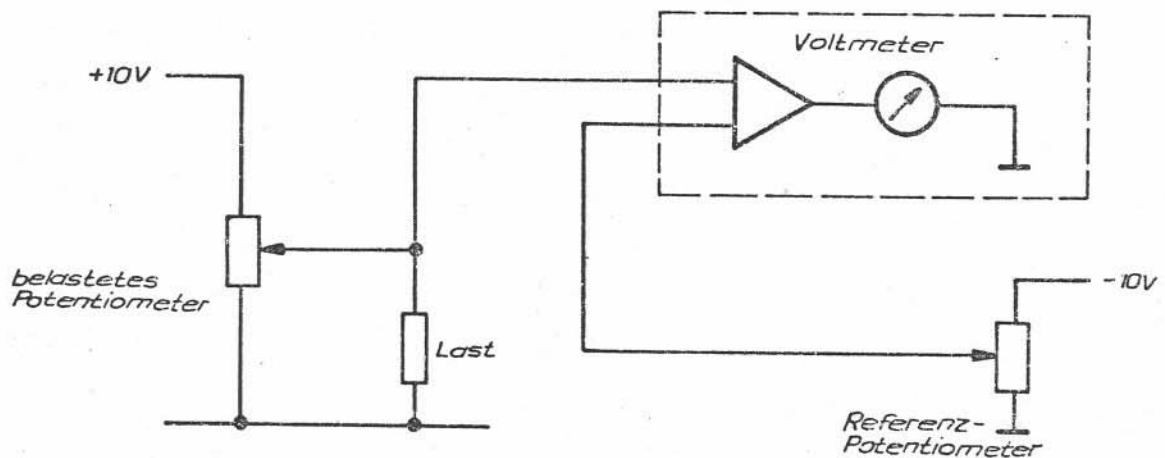 Voltmeter
+10V
belastetes
Potentiometer
Last
-10V
Referenz-
Potentiometer